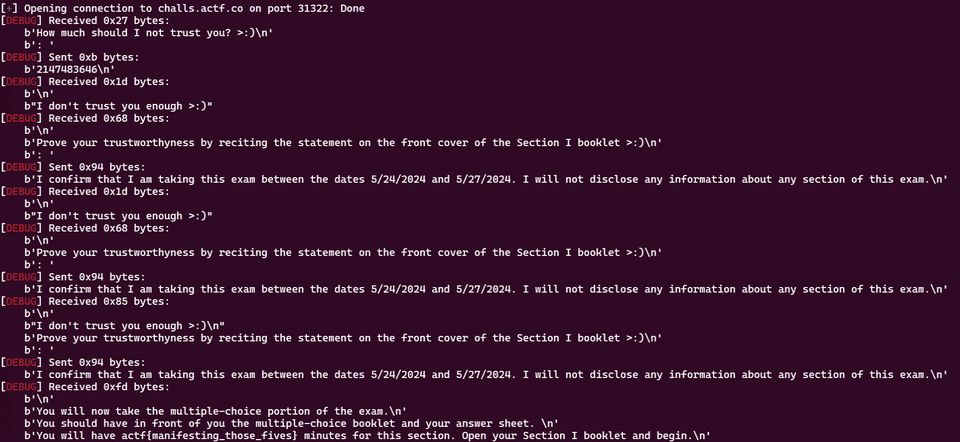 [+] Opening connection to challs.actf.co on port 31322: Done
[DEBUG] Received 0x27 bytes:
    b'How much should I not trust you? >:)\n'
    b': '
[DEBUG] Sent 0xb bytes:
    b'2147483646\n'
[DEBUG] Received 0x1d bytes:
    b'\n'
    b"I don't trust you enough >:)"
[DEBUG] Received 0x68 bytes:
    b'\n'
    b'Prove your trustworthyness by reciting the statement on the front cover of the Section I booklet >:)\n'
    b': '
[DEBUG] Sent 0x94 bytes:
    b'I confirm that I am taking this exam between the dates 5/24/2024 and 5/27/2024. I will not disclose any information about any section of this exam.\n'
[DEBUG] Received 0x1d bytes:
    b'\n'
    b"I don't trust you enough >:)"
[DEBUG] Received 0x68 bytes:
    b'\n'
    b'Prove your trustworthyness by reciting the statement on the front cover of the Section I booklet >:)\n'
    b': '
[DEBUG] Sent 0x94 bytes:
    b'I confirm that I am taking this exam between the dates 5/24/2024 and 5/27/2024. I will not disclose any information about any section of this exam.\n'
[DEBUG] Received 0x85 bytes:
    b'\n'
    b"I don't trust you enough >:)\n"
    b'Prove your trustworthyness by reciting the statement on the front cover of the Section I booklet >:)\n'
    b': '
[DEBUG] Sent 0x94 bytes:
    b'I confirm that I am taking this exam between the dates 5/24/2024 and 5/27/2024. I will not disclose any information about any section of this exam.\n'
[DEBUG] Received 0xfd bytes:
    b'\n'
    b'You will now take the multiple-choice portion of the exam.\n'
    b'You should have in front of you the multiple-choice booklet and your answer sheet. \n'
    b'You will have actf{manifesting_those_fives} minutes for this section. Open your Section I booklet and begin.\n'